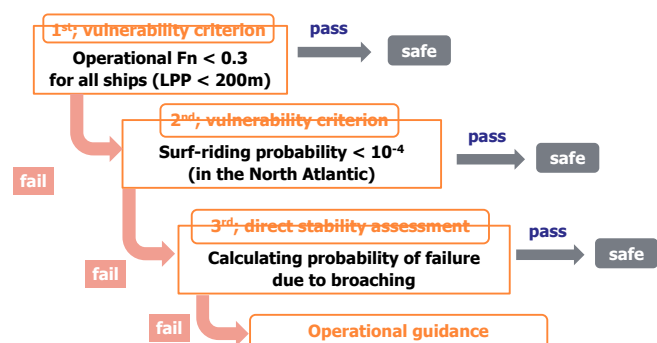 1st; vulnerability criterion
pass
Operational Fn < 0.3
for all ships (LPP < 200m)
safe
2nd; vulnerability criterion
pass
Surf-riding probability < 10-4
(in the North Atlantic)
safe
fail
3rd; direct stability assessment
pass
Calculating probability of failure
due to broaching
safe
fail
fail
Operational guidance